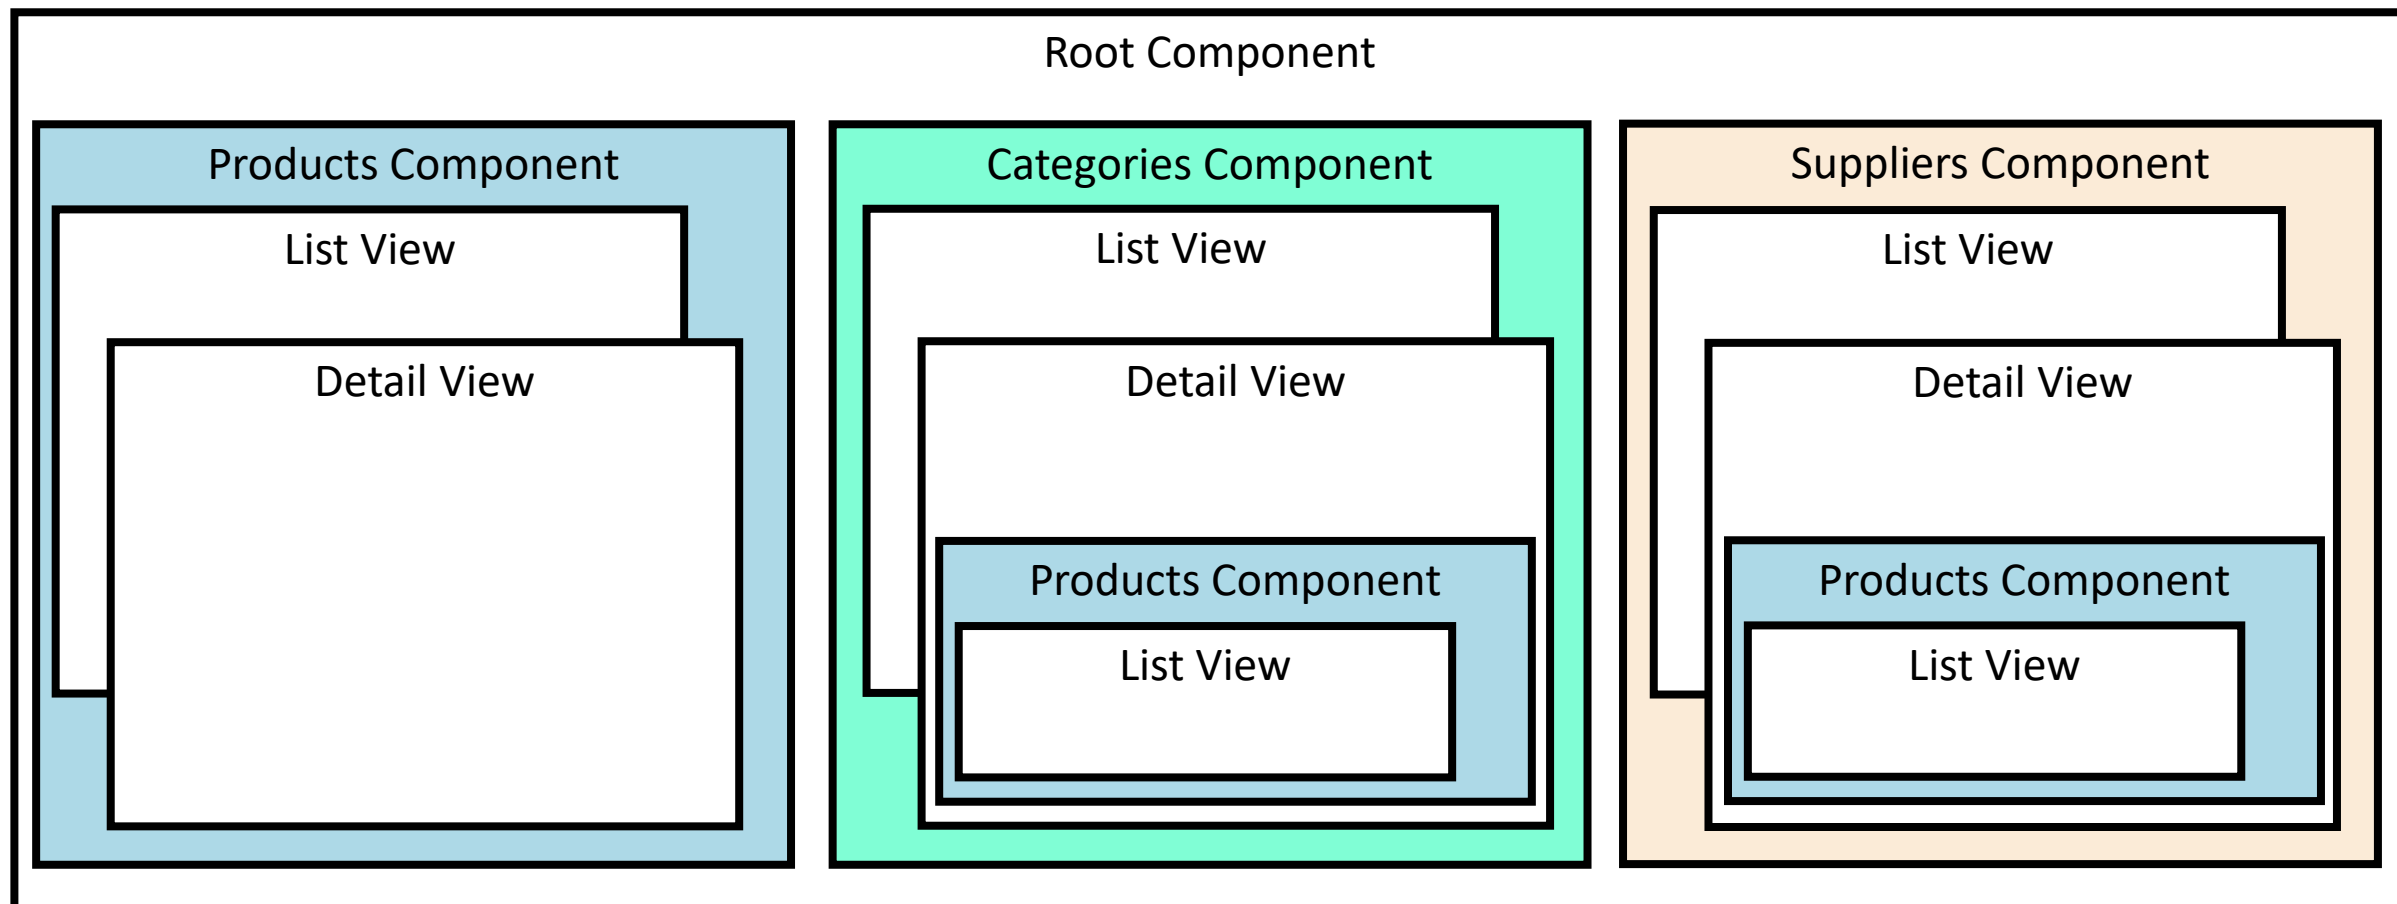 Root Component
Products Component
List View
Detail View
Categories Component
List View
Detail View
Products Component
List View
Suppliers Component
List View
Detail View
Products Component
List View